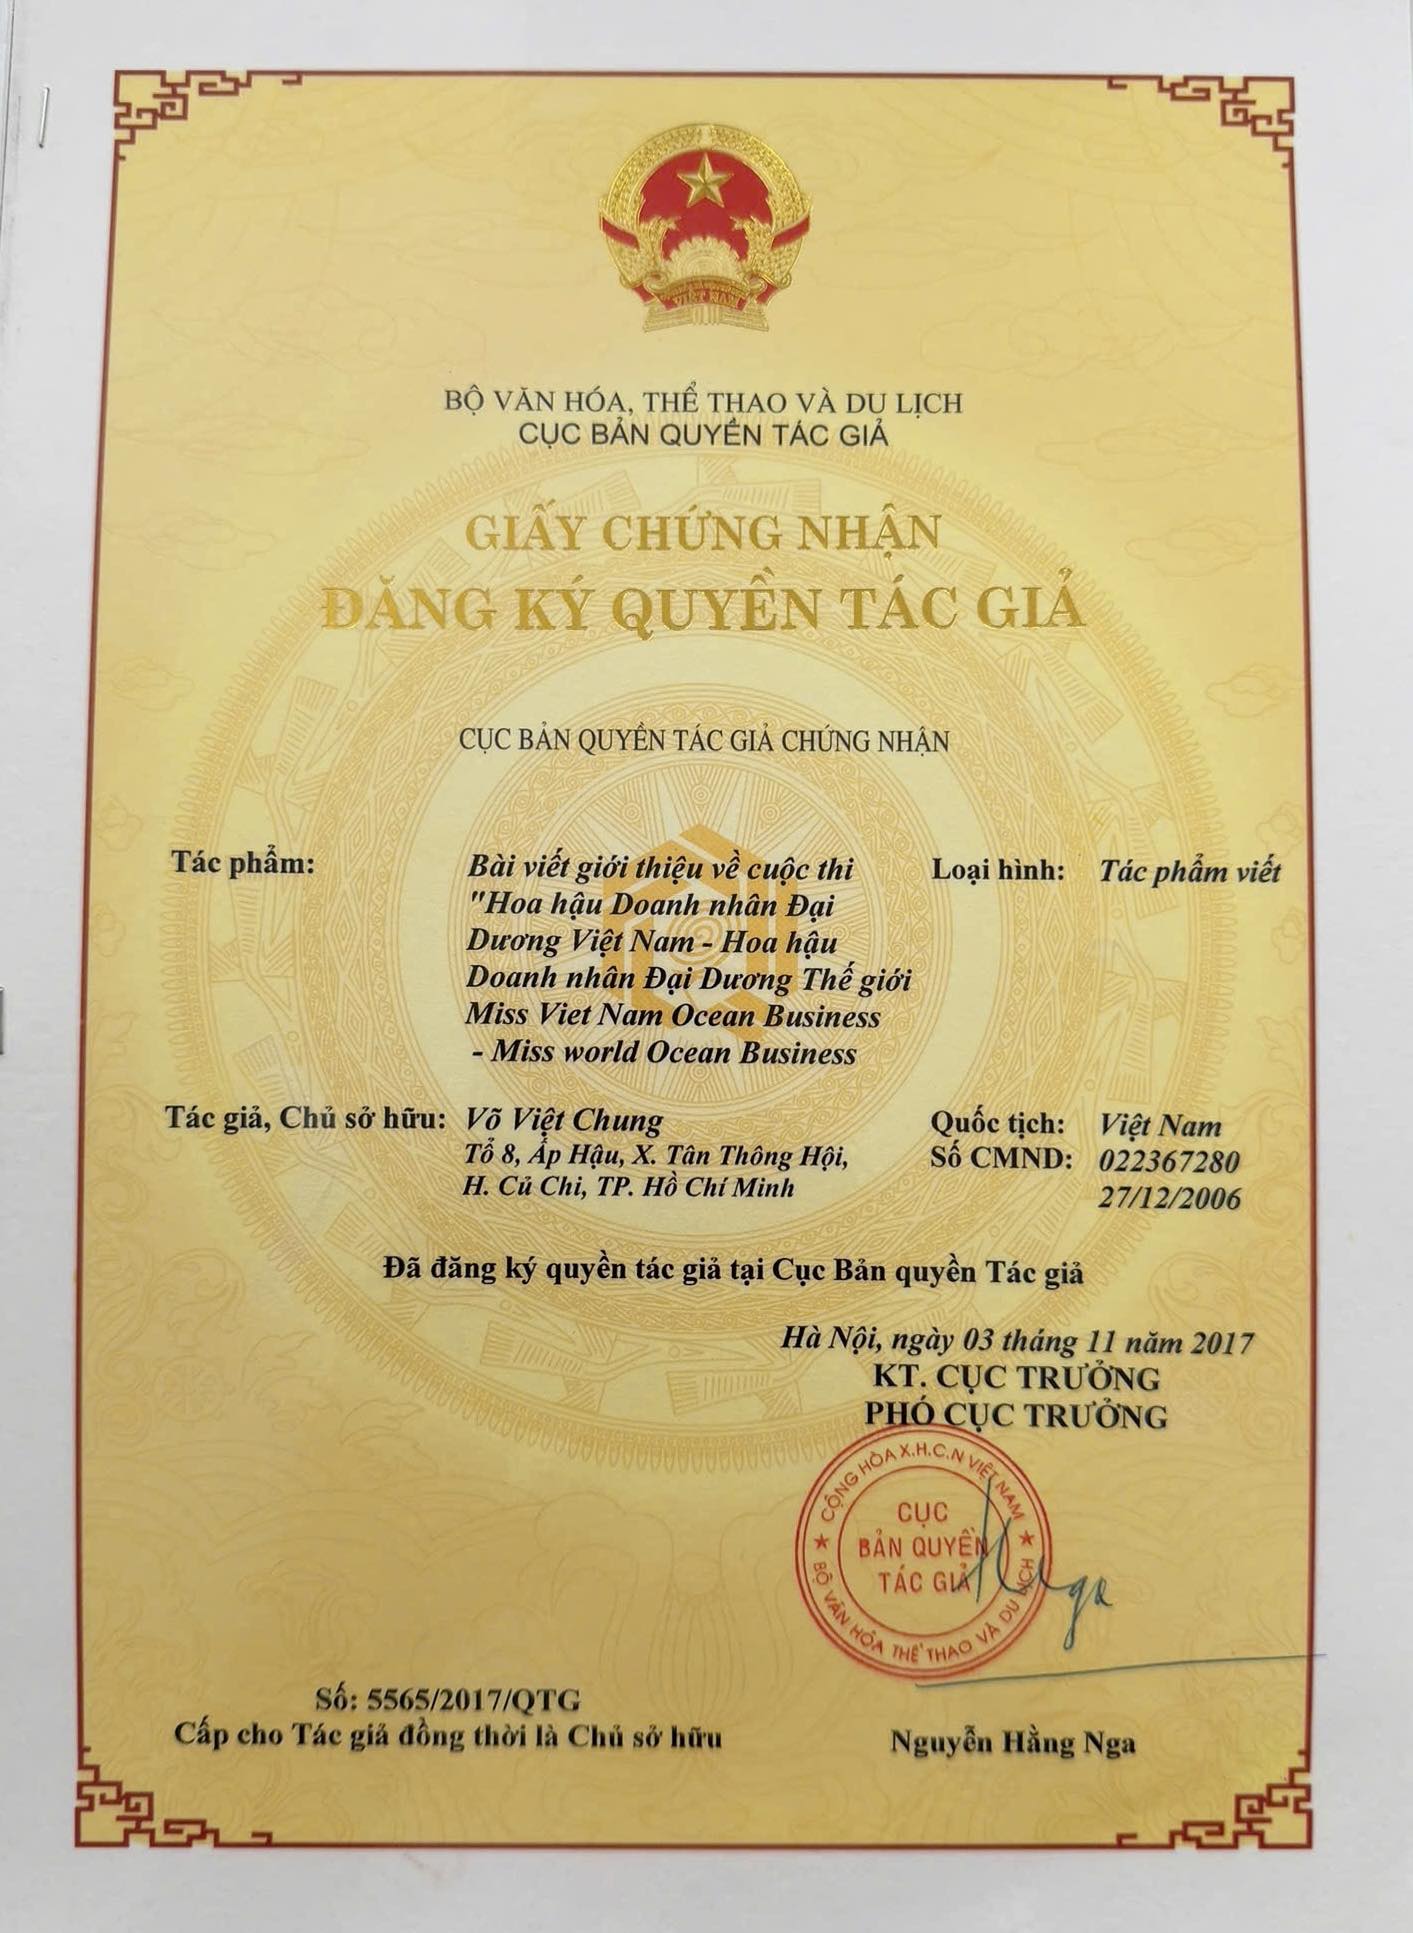 VIỆT NAM
BỘ VĂN HÓA, THỂ THAO VÀ DU LỊCH
CỤC BẢN QUYỀN TÁC GIẢ
GIẤY CHỨNG NHẬN
ĐĂNG KÝ QUYỀN TÁC GIẢ
CỤC BẢN QUYỀN TÁC GIẢ CHỨNG NHẬN
Tác phẩm: Bài viết giới thiệu về cuộc thi Loại hình: Tác phẩm viết
"Hoa hậu Doanh nhân Đại
Dương Việt Nam - Hoa hậu
Doanh nhân Đại Dương Thế giới
Miss Viet Nam Ocean Business
- Miss world Ocean Business
Tác giả, Chủ sở hữu: Võ Việt Chung Quốc tịch: Việt Nam
Tổ 8, Ấp Hậu, X. Tân Thông Hội, Số CMND: 022367280
H. Củ Chi, TP. Hồ Chí Minh 27/12/2006
Đã đăng ký quyền tác giả tại Cục Bản quyền Tác giả
Hà Nội, ngày 03 tháng 11 năm 2017
KT. CỤC TRƯỞNG
PHÓ CỤC TRƯỞNG
CỘNG HÒA X.H.C.N VIỆT NAM
CỤC
BẢN QUYỀN
TÁC GIẢ
BỘ VĂN HÓA THỂ THAO VÀ DU LỊCH
Nga
Số: 5565/2017/QTG
Cấp cho Tác giả đồng thời là Chủ sở hữu
Nguyễn Hằng Nga